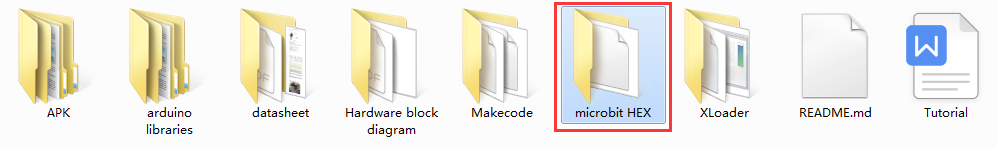 APK
arduino
libraries
datasheet
Hardware block
diagram
Makecode
microbit HEX
XLoader
README.md
W
Tutorial